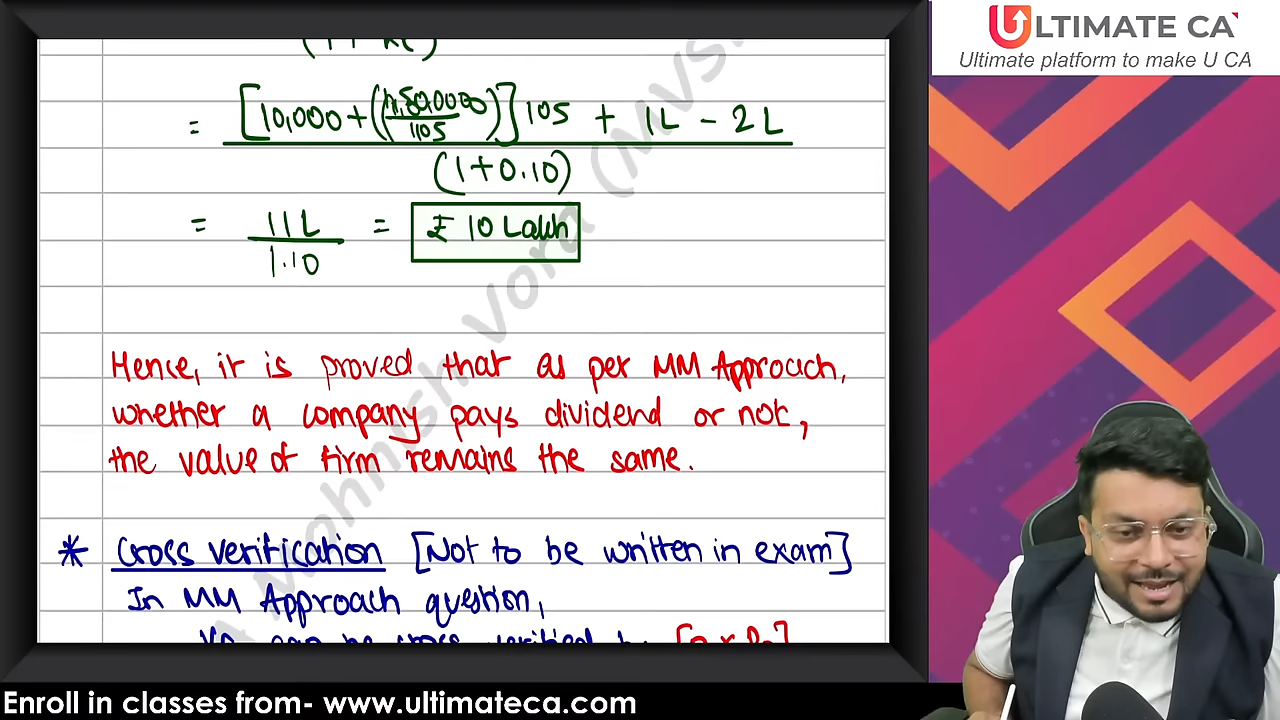 = [10,000 + (1,50,000/1105)] 105 + 1L - 2L
(1+0.10)
= 11L = ₹ 10 Lakh
1.10
Hence, it is proved that as per MM Approach,
whether a company pays dividend or not,
the value of firm remains the same.
* Cross verification [Not to be written in exam]
In MM Approach question,
ULTIMATE CA
Ultimate platform to make U CA
Enroll in classes from- www.ultimateca.com